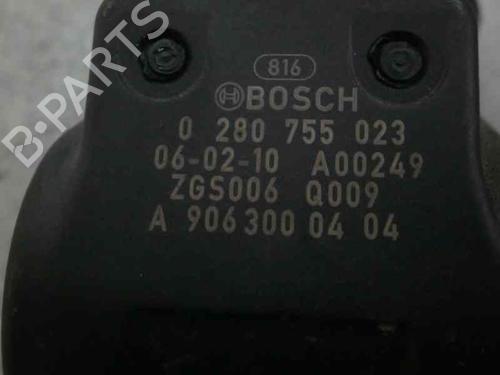 816
BOSCH
0 280 755 023
06-02-10 A00249
ZGS006 Q009
A 906 300 04 04
B-PARTS